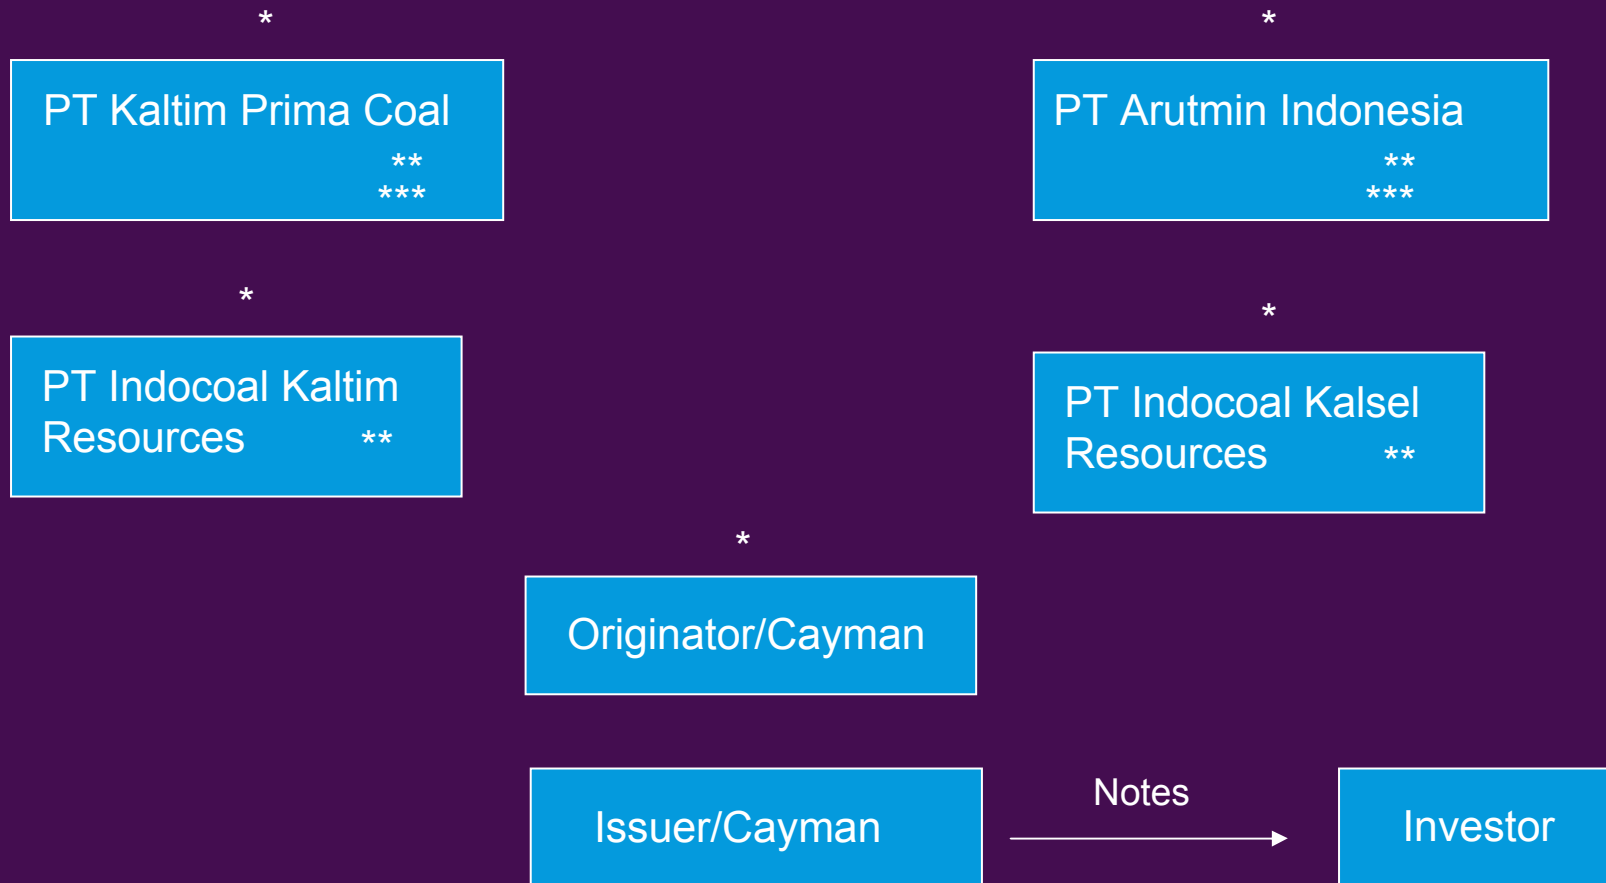 *
*
PT Kaltim Prima Coal
**
***
PT Arutmin Indonesia
**
***
*
*
PT Indocoal Kaltim
Resources **
PT Indocoal Kalsel
Resources **
*
Originator/Cayman
Issuer/Cayman
Notes
Investor